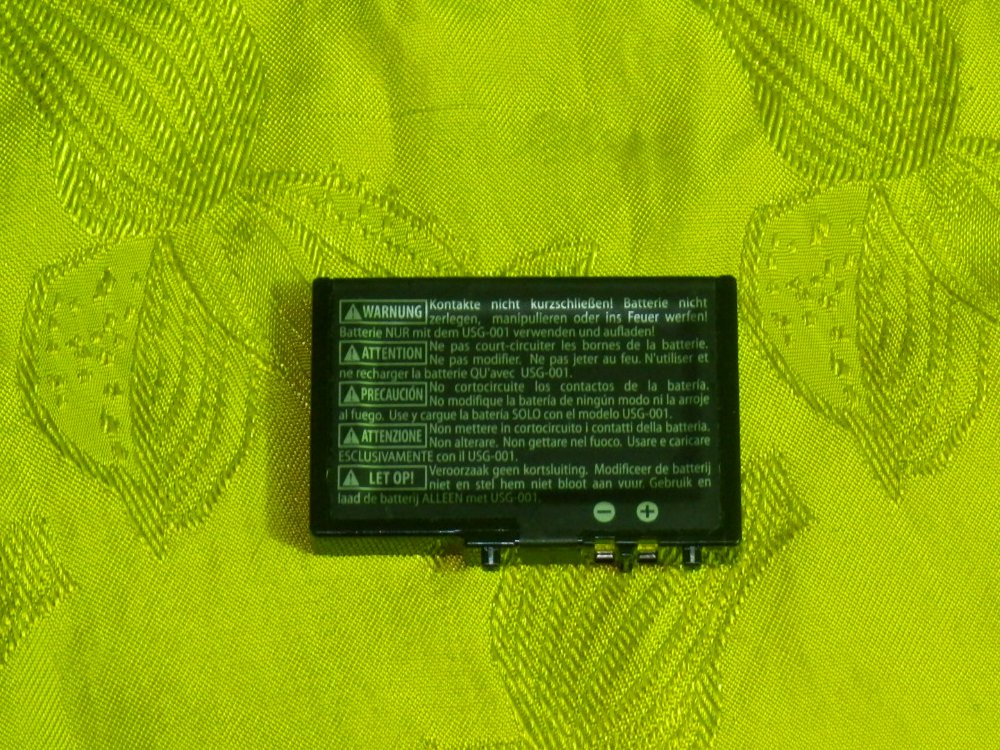 WARNUNG Kontakte nicht kurzschließen! Batterie nicht
zerlegen, manipulieren oder ins Feuer werfen!
Batterie NUR mit dem USG-001 verwenden und aufladen!
ATTENTION Ne pas court-circuiter les bornes de la batterie.
Ne pas modifier. Ne pas jeter au feu. N'utiliser et
ne recharger la batterie QU'avec USG-001.
PRECAUCIÓN No cortocircuite los contactos de la batería.
No modifique la batería de ningún modo ni la arroje
al fuego. Use y cargue la batería SOLO con el modelo USG-001.
ATTENZIONE Non mettere in cortocircuito i contatti della batteria.
Non alterare. Non gettare nel fuoco. Usare e caricare
ESCLUSIVAMENTE con il USG-001.
LET OP! Veroorzaak geen kortsluiting. Modificeer de batterij
niet en stel hem niet bloot aan vuur. Gebruik en
laad de batterij ALLEEN met USG-001.
− +